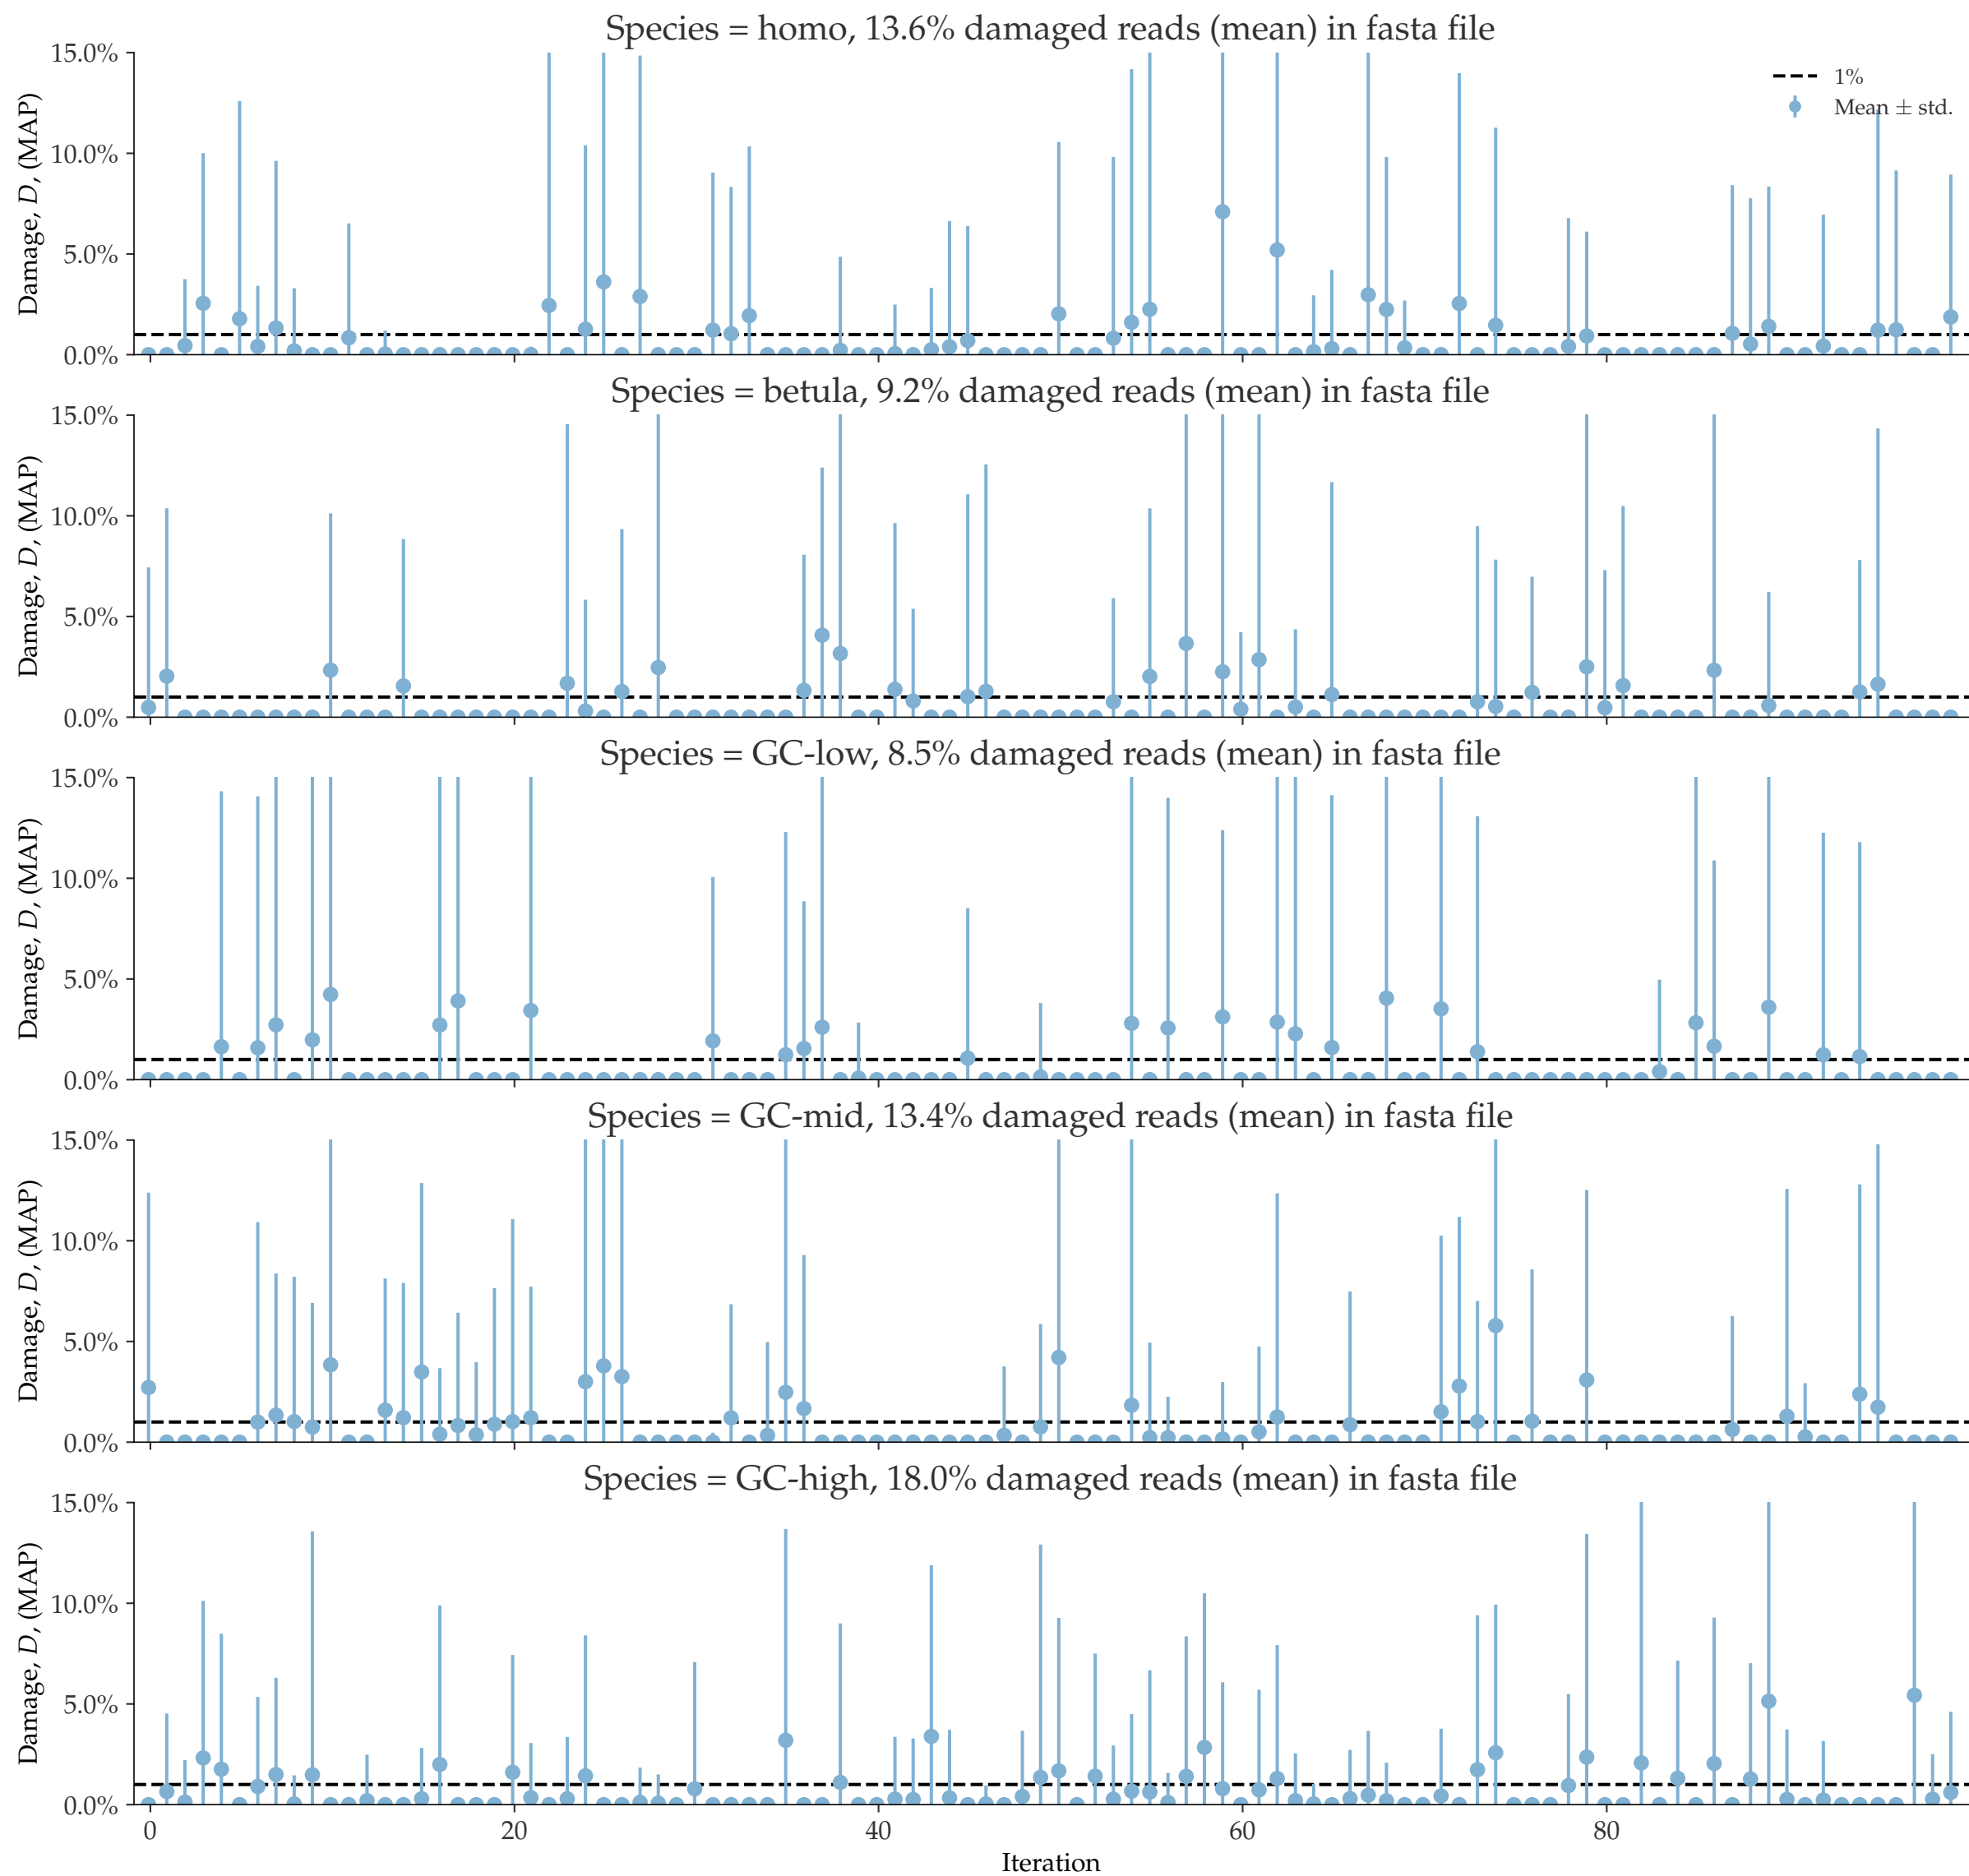 Species = homo, 13.6% damaged reads (mean) in fasta file
15.0%
10.0%
5.0%
0.0%
Damage, D, (MAP)
1%
Mean ± std.
Species = betula, 9.2% damaged reads (mean) in fasta file
15.0%
10.0%
5.0%
0.0%
Damage, D, (MAP)
Species = GC-low, 8.5% damaged reads (mean) in fasta file
15.0%
10.0%
5.0%
0.0%
Damage, D, (MAP)
Species = GC-mid, 13.4% damaged reads (mean) in fasta file
15.0%
10.0%
5.0%
0.0%
Damage, D, (MAP)
Species = GC-high, 18.0% damaged reads (mean) in fasta file
15.0%
10.0%
5.0%
0.0%
Damage, D, (MAP)
0 20 40 60 80
Iteration